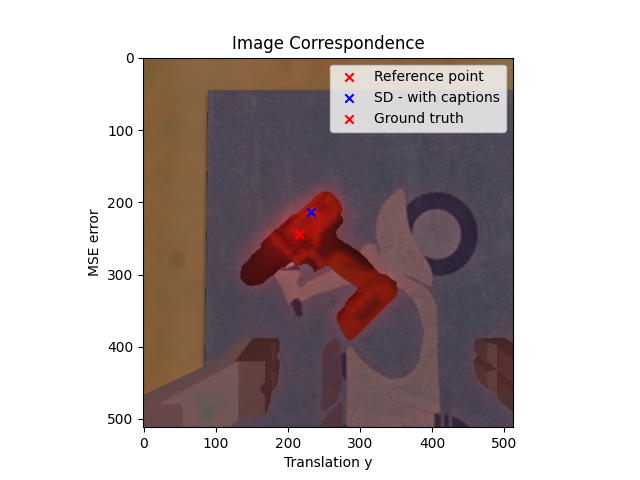 Image Correspondence
Reference point
SD - with captions
Ground truth
MSE error
0
100
200
300
400
500
0 100 200 300 400 500
Translation y